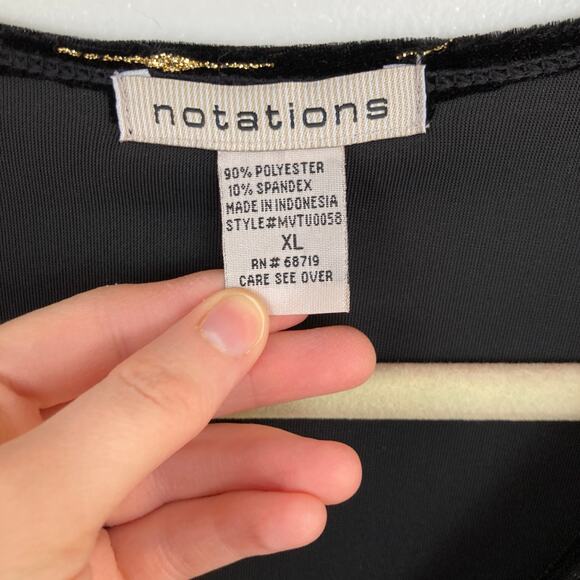 notations
90% POLYESTER
10% SPANDEX
MADE IN INDONESIA
STYLE#MVTU0058
XL
RN# 68719
CARE SEE OVER